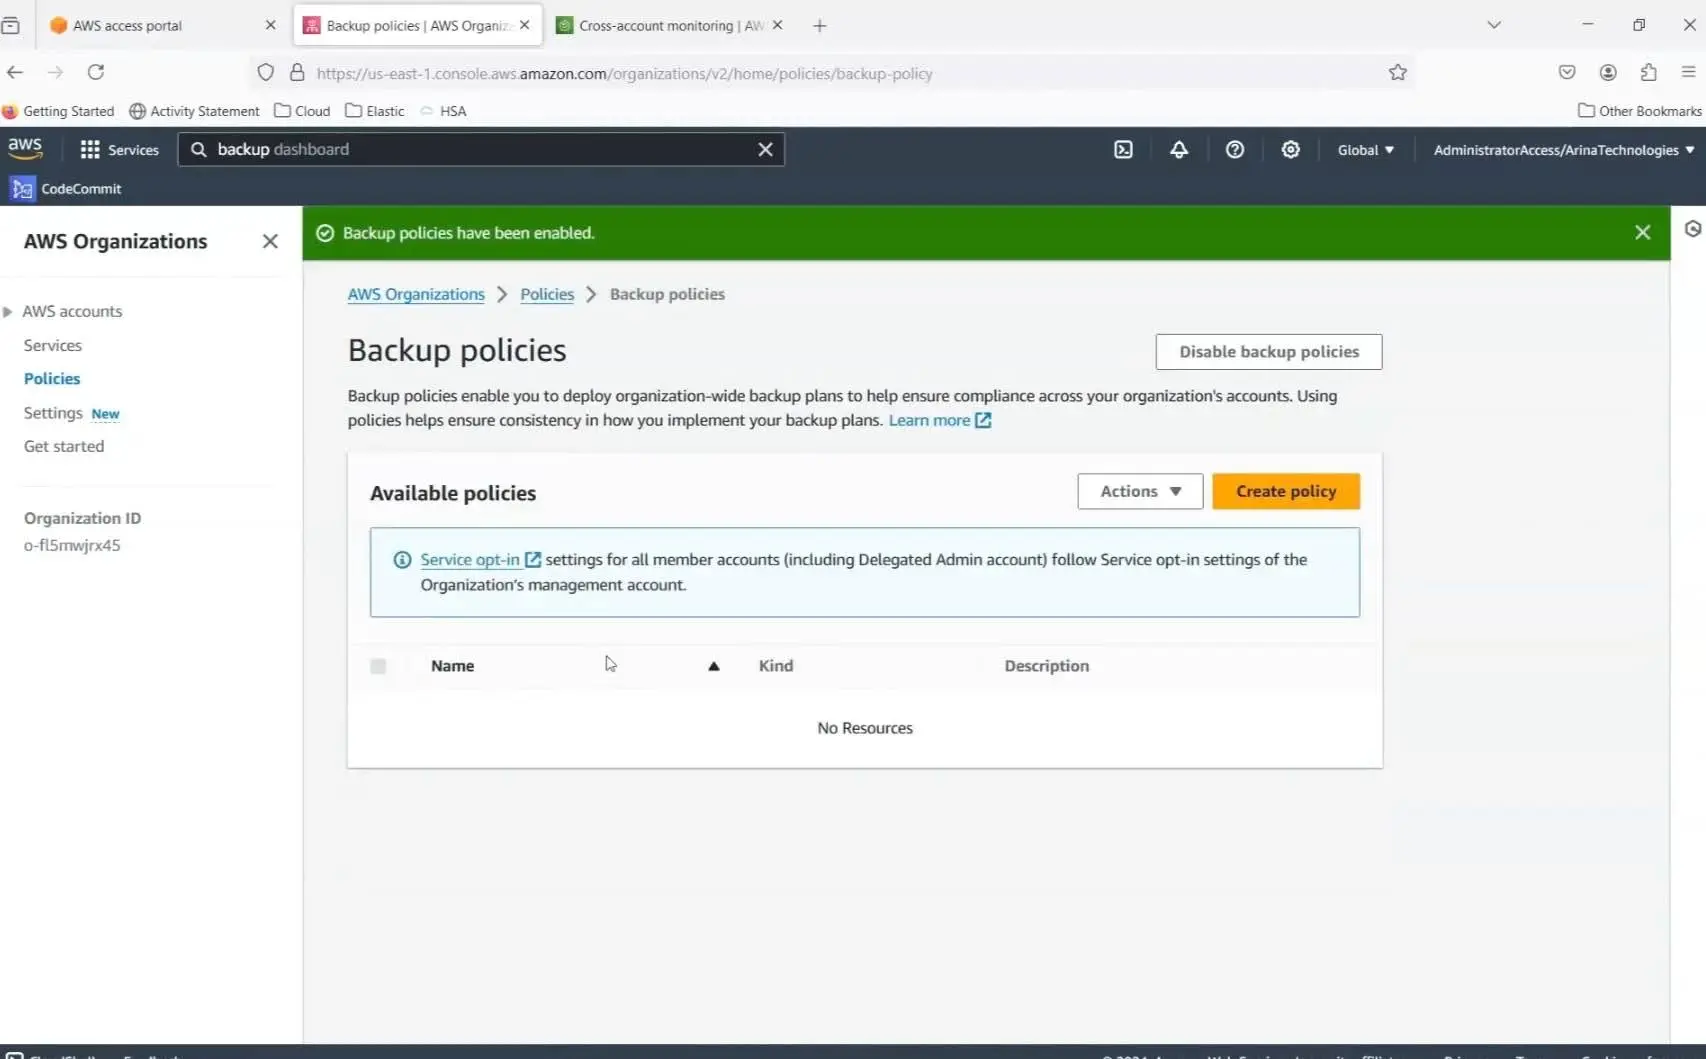 AWS access portal
Backup policies | AWS Organiz
Cross-account monitoring | AW
https://us-east-1.console.aws.amazon.com/organizations/v2/home/policies/backup-policy
Getting Started
Activity Statement
Cloud
Elastic
HSA
Other Bookmarks
aws
Services
backup dashboard
Global
AdministratorAccess/ArinaTechnologies
CodeCommit
AWS Organizations
AWS accounts
Services
Policies
Settings New
Get started
Organization ID
o-fl5mwjrx45
Backup policies have been enabled.
AWS Organizations > Policies > Backup policies
Backup policies
Disable backup policies
Backup policies enable you to deploy organization-wide backup plans to help ensure compliance across your organization's accounts. Using
policies helps ensure consistency in how you implement your backup plans. Learn more
Available policies
Actions
Create policy
Service opt-in settings for all member accounts (including Delegated Admin account) follow Service opt-in settings of the
Organization's management account.
Name
Kind
Description
No Resources